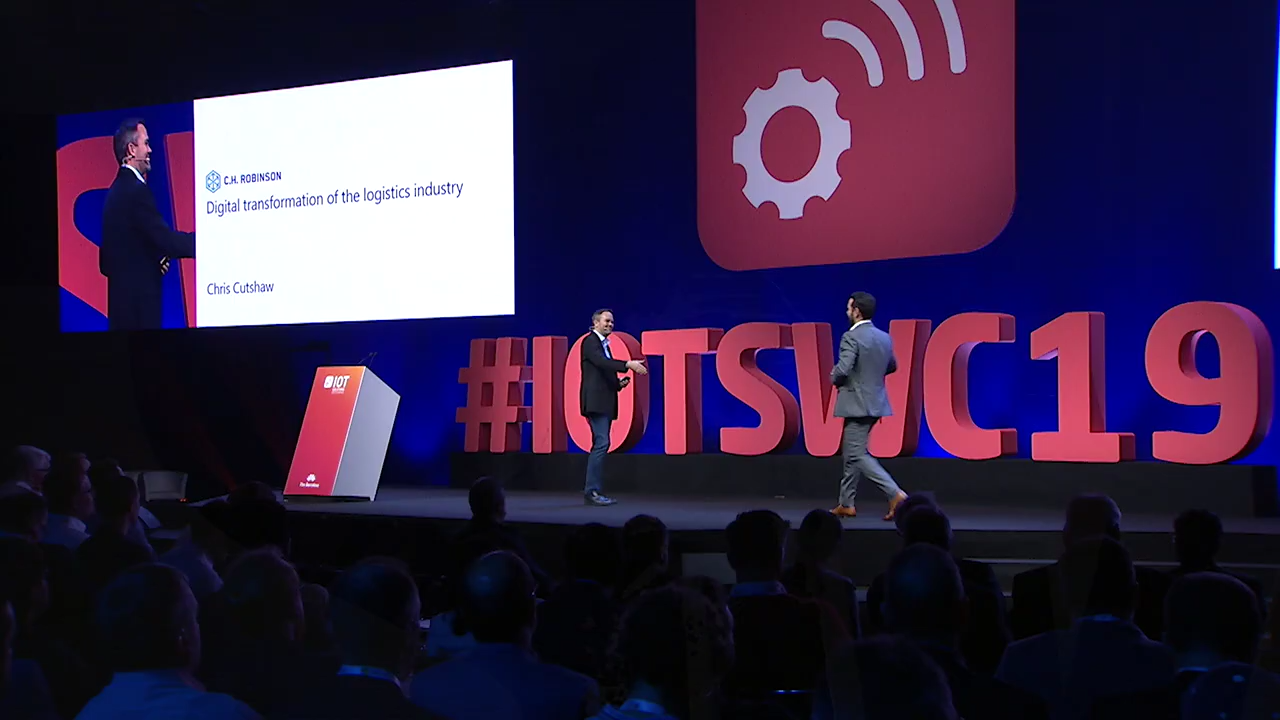 C.H. ROBINSON
Digital transformation of the logistics industry
Chris Cutshaw
#IOTSWC19
IOT